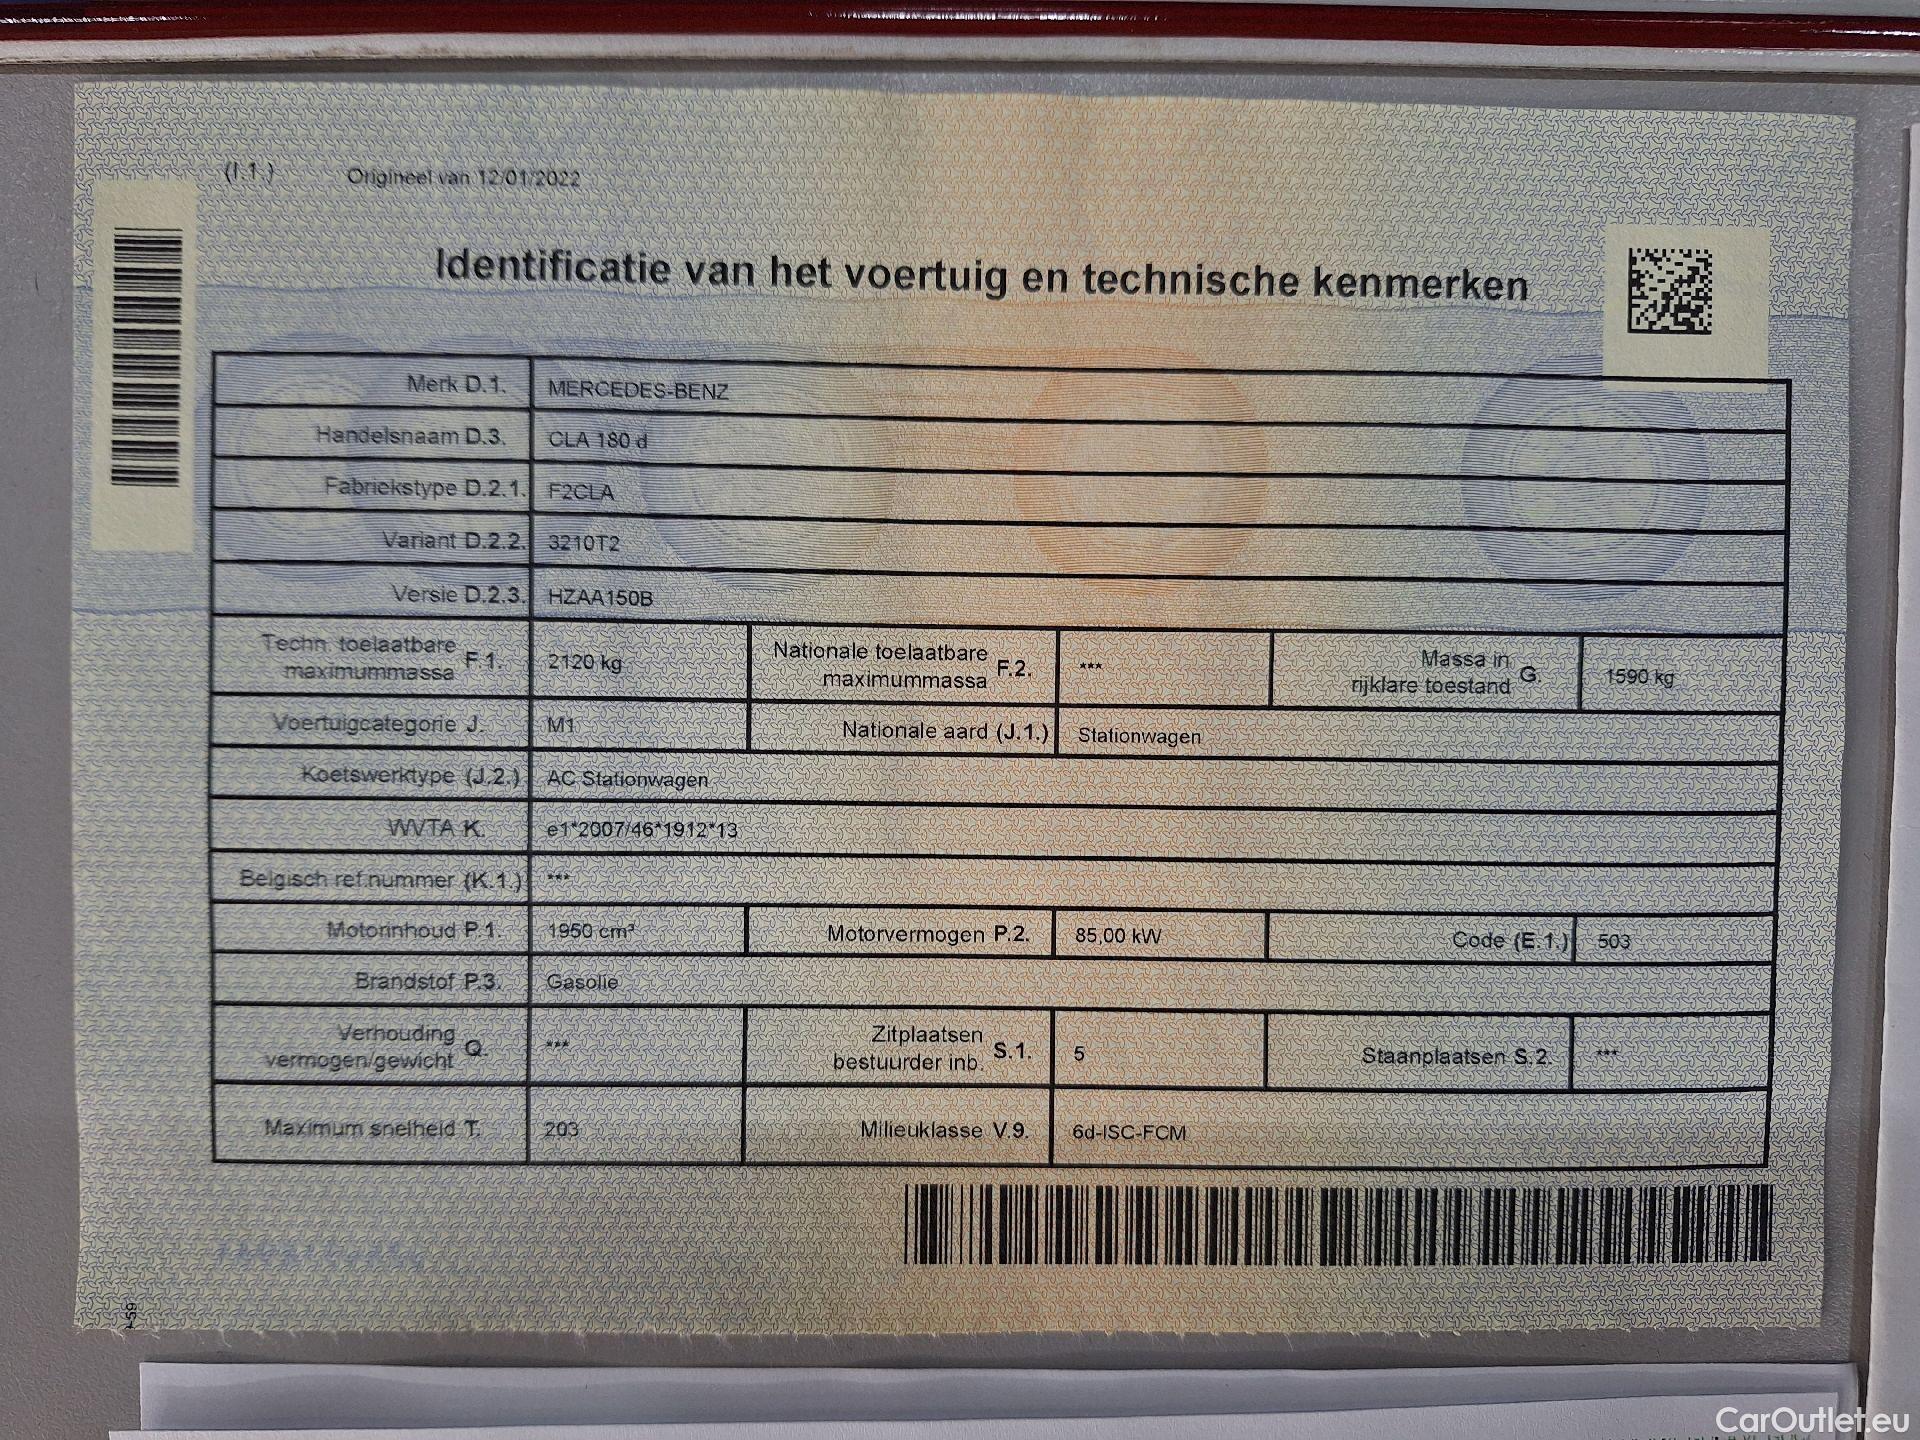 (I.1.) Origineel van 12/01/2022
Identificatie van het voertuig en technische kenmerken
Merk D.1. MERCEDES-BENZ
Handelsnaam D.3. CLA 180 d
Fabriekstype D.2.1. F2CLA
Variant D.2.2. 3210T2
Versie D.2.3. HZAA150B
Techn. toelaatbare maximummassa F.1. 2120 kg Nationale toelaatbare maximummassa F.2. *** Massa in rijklare toestand G. 1590 kg
Voertuigcategorie J. M1 Nationale aard (J.1.) Stationwagen
Koetswerktype (J.2.) AC Stationwagen
WVTA K. e1*2007/46*1912*13
Belgisch ref.nummer (K.1.) ***
Motorinhoud P.1. 1950 cm³ Motorvermogen P.2. 85,00 kW Code (E.1.) 503
Brandstof P.3. Gasolie
Verhouding vermogen/gewicht Q. *** Zitplaatsen bestuurder inb. S.1. 5 Staanplaatsen S.2. ***
Maximum snelheid T. 203 Milieuklasse V.9. 6d-ISC-FCM
CarOutlet.eu